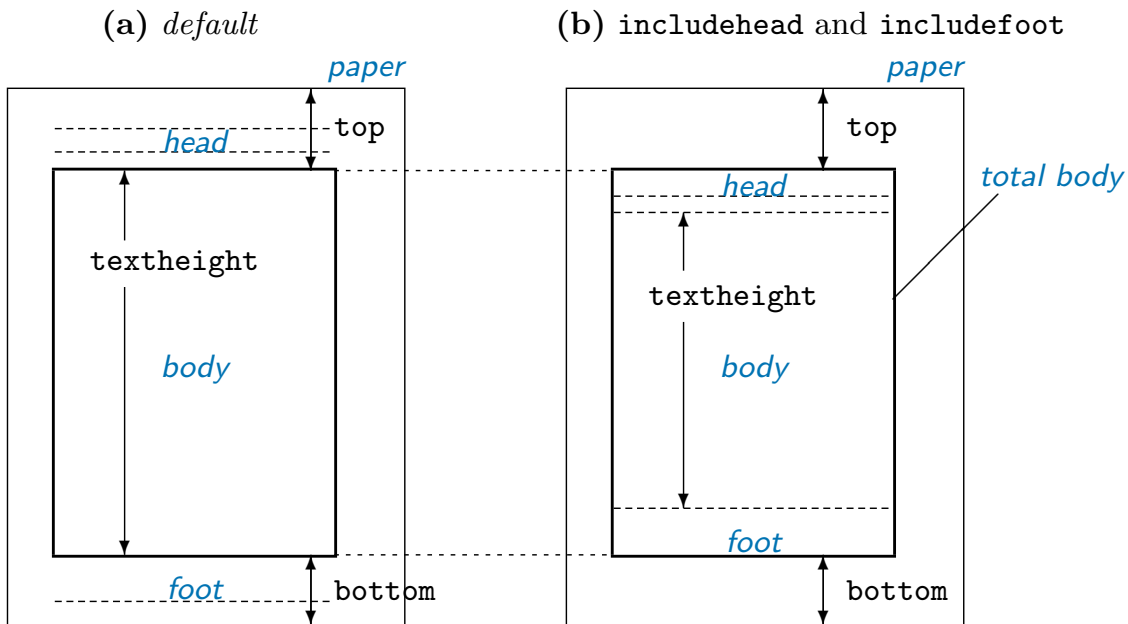 (a) default
(b) includehead and includefoot
paper
paper
top
head
top
head
total body
textheight
textheight
body
body
foot
foot
bottom
bottom